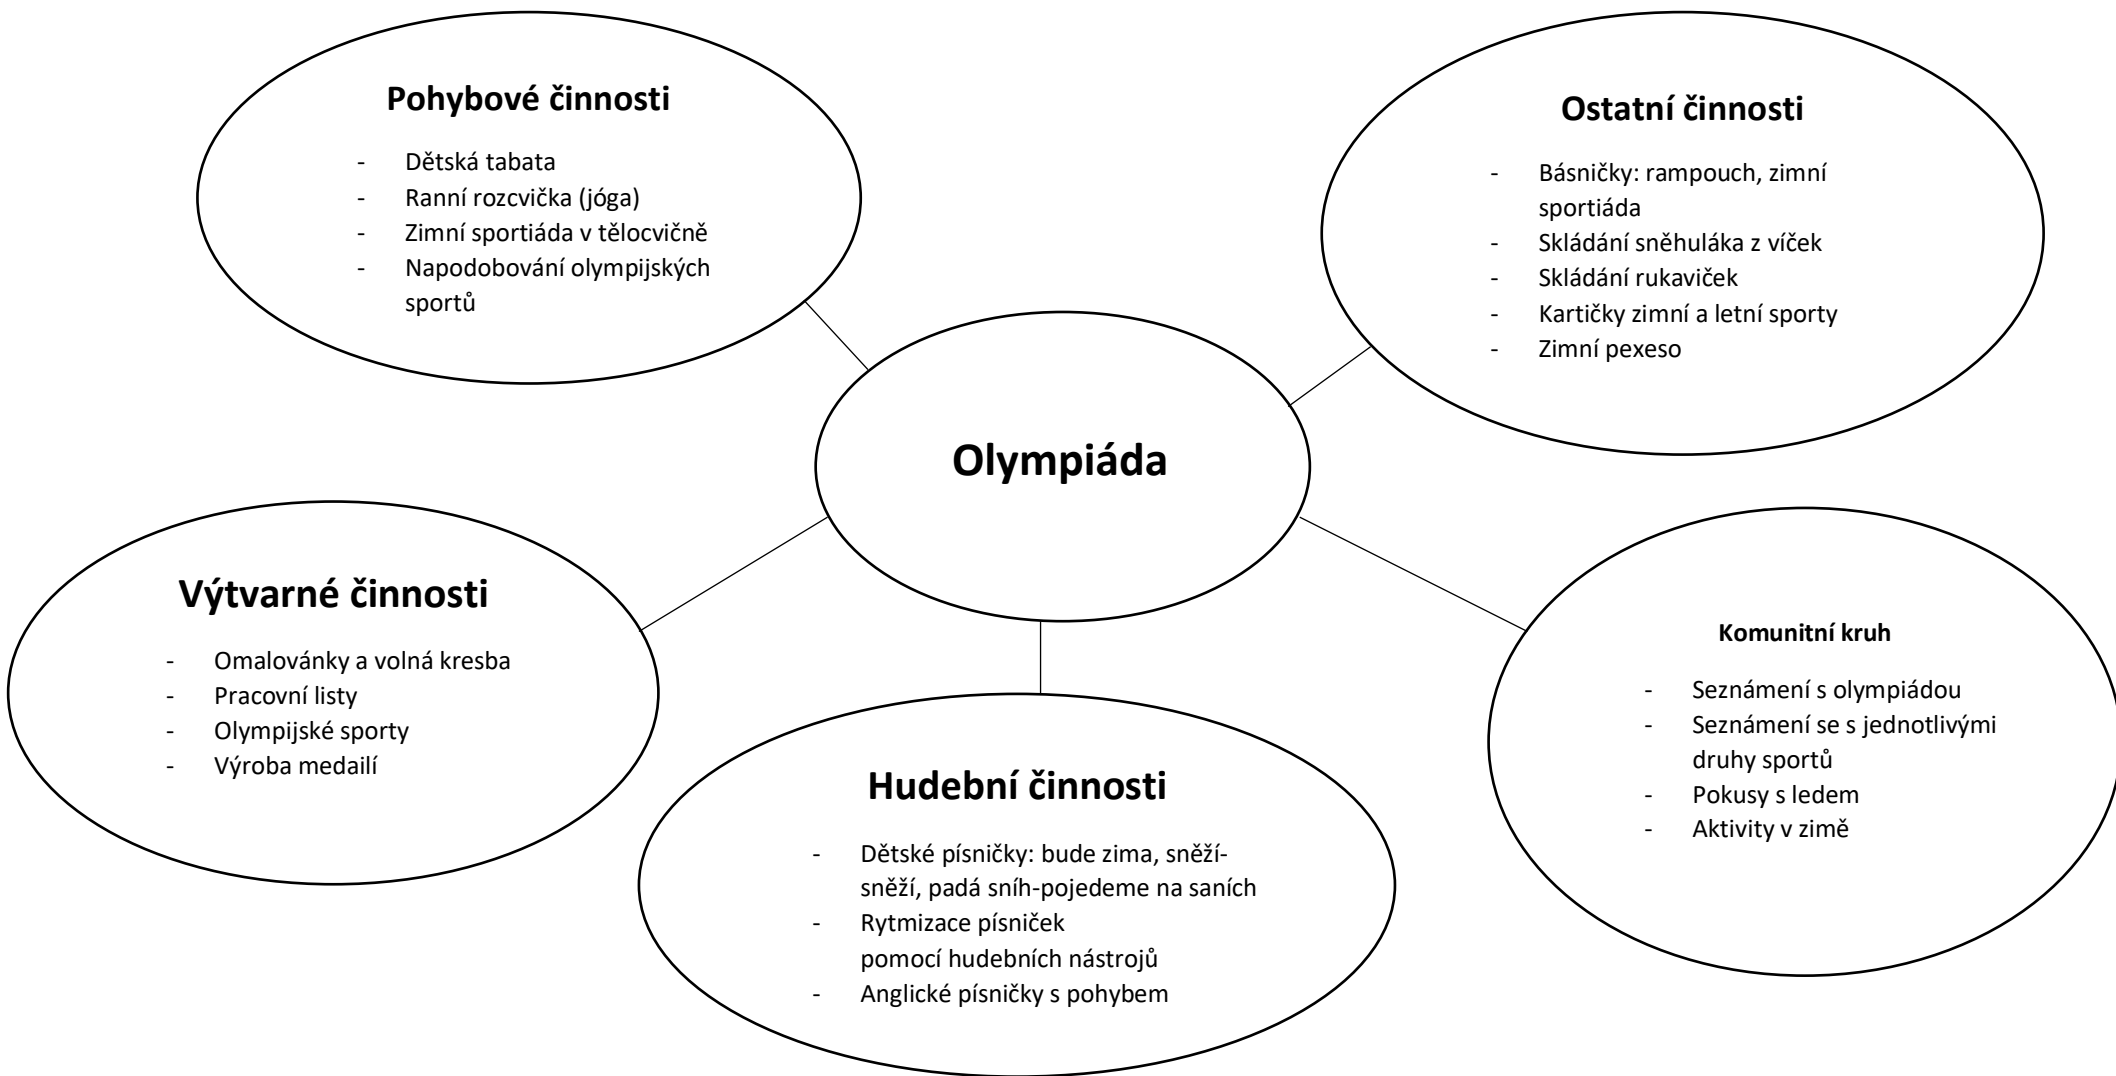 Pohybové činnosti
- Dětská tabata
- Ranní rozcvička (jóga)
- Zimní sportiáda v tělocvičně
- Napodobování olympijských
sportů
Ostatní činnosti
- Básničky: rampouch, zimní
sportiáda
- Skládání sněhuláka z víček
- Skládání rukaviček
- Kartičky zimní a letní sporty
- Zimní pexeso
Olympiáda
Výtvarné činnosti
- Omalovánky a volná kresba
- Pracovní listy
- Olympijské sporty
- Výroba medailí
Hudební činnosti
- Dětské písničky: bude zima, sněží-
sněží, padá sníh-pojedeme na saních
- Rytmizace písniček
pomocí hudebních nástrojů
- Anglické písničky s pohybem
Komunitní kruh
- Seznámení s olympiádou
- Seznámení se s jednotlivými
druhy sportů
- Pokusy s ledem
- Aktivity v zimě